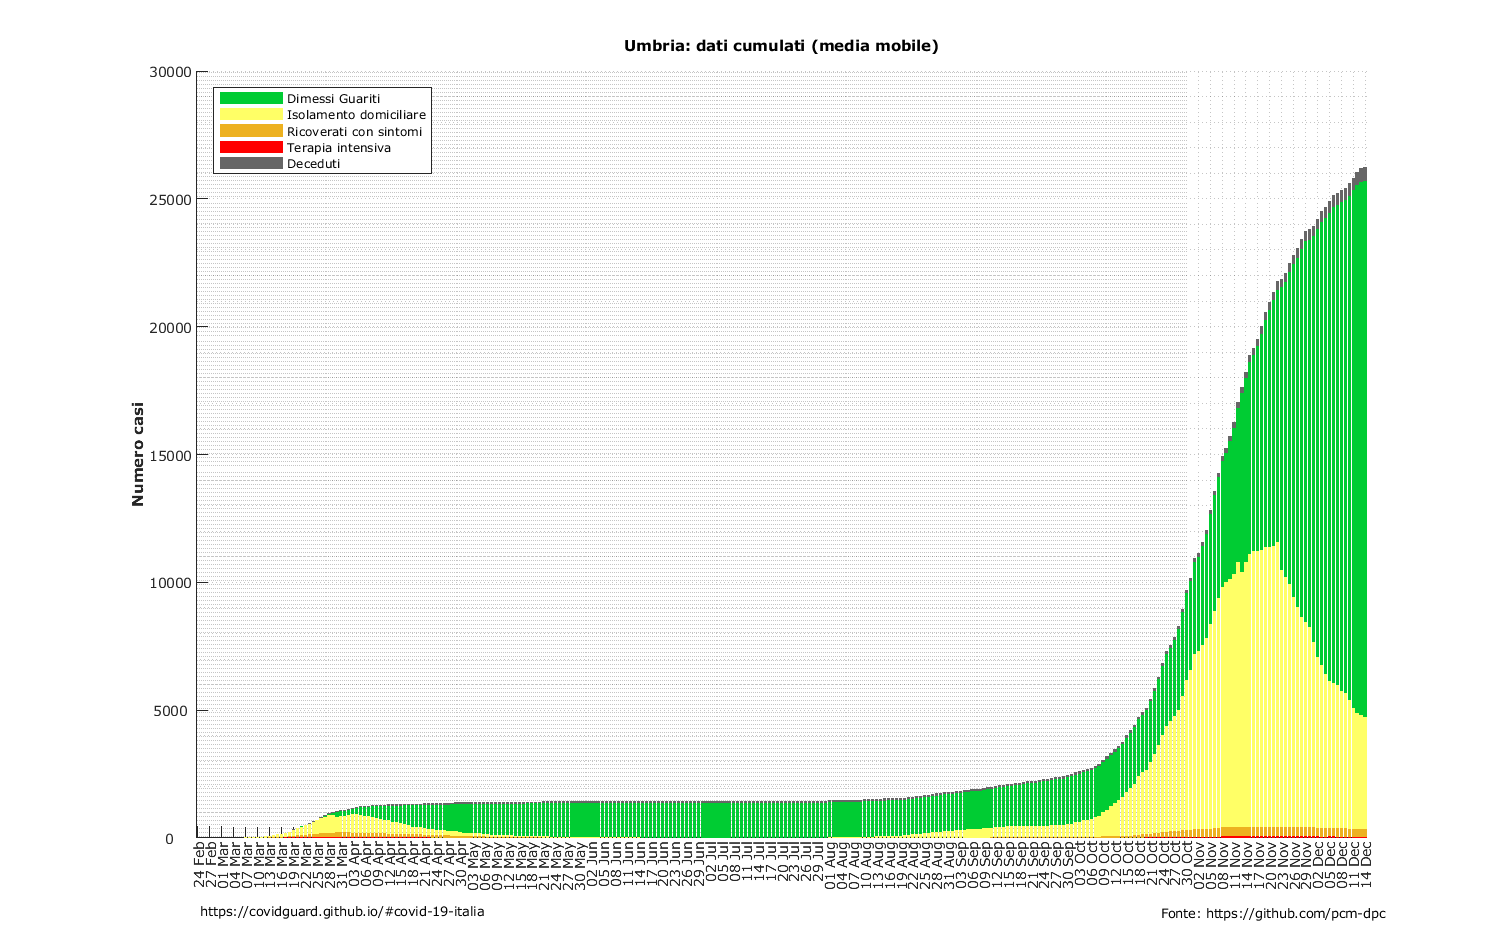 Umbria: dati cumulati (media mobile)
30000
25000
20000
15000
10000
5000
0
Numero casi
Dimessi Guariti
Isolamento domiciliare
Ricoverati con sintomi
Terapia intensiva
Deceduti
24 Feb
27 Feb
01 Mar
04 Mar
07 Mar
10 Mar
13 Mar
16 Mar
19 Mar
22 Mar
25 Mar
28 Mar
31 Mar
03 Apr
06 Apr
09 Apr
12 Apr
15 Apr
18 Apr
21 Apr
24 Apr
27 Apr
30 Apr
03 May
06 May
09 May
12 May
15 May
18 May
21 May
24 May
27 May
30 May
02 Jun
05 Jun
08 Jun
11 Jun
14 Jun
17 Jun
20 Jun
23 Jun
26 Jun
29 Jun
02 Jul
05 Jul
08 Jul
11 Jul
14 Jul
17 Jul
20 Jul
23 Jul
26 Jul
29 Jul
01 Aug
04 Aug
07 Aug
10 Aug
13 Aug
16 Aug
19 Aug
22 Aug
25 Aug
28 Aug
31 Aug
03 Sep
06 Sep
09 Sep
12 Sep
15 Sep
18 Sep
21 Sep
24 Sep
27 Sep
30 Sep
03 Oct
06 Oct
09 Oct
12 Oct
15 Oct
18 Oct
21 Oct
24 Oct
27 Oct
30 Oct
02 Nov
05 Nov
08 Nov
11 Nov
14 Nov
17 Nov
20 Nov
23 Nov
26 Nov
29 Nov
02 Dec
05 Dec
08 Dec
11 Dec
14 Dec
https://covidguard.github.io/#covid-19-italia
Fonte: https://github.com/pcm-dpc